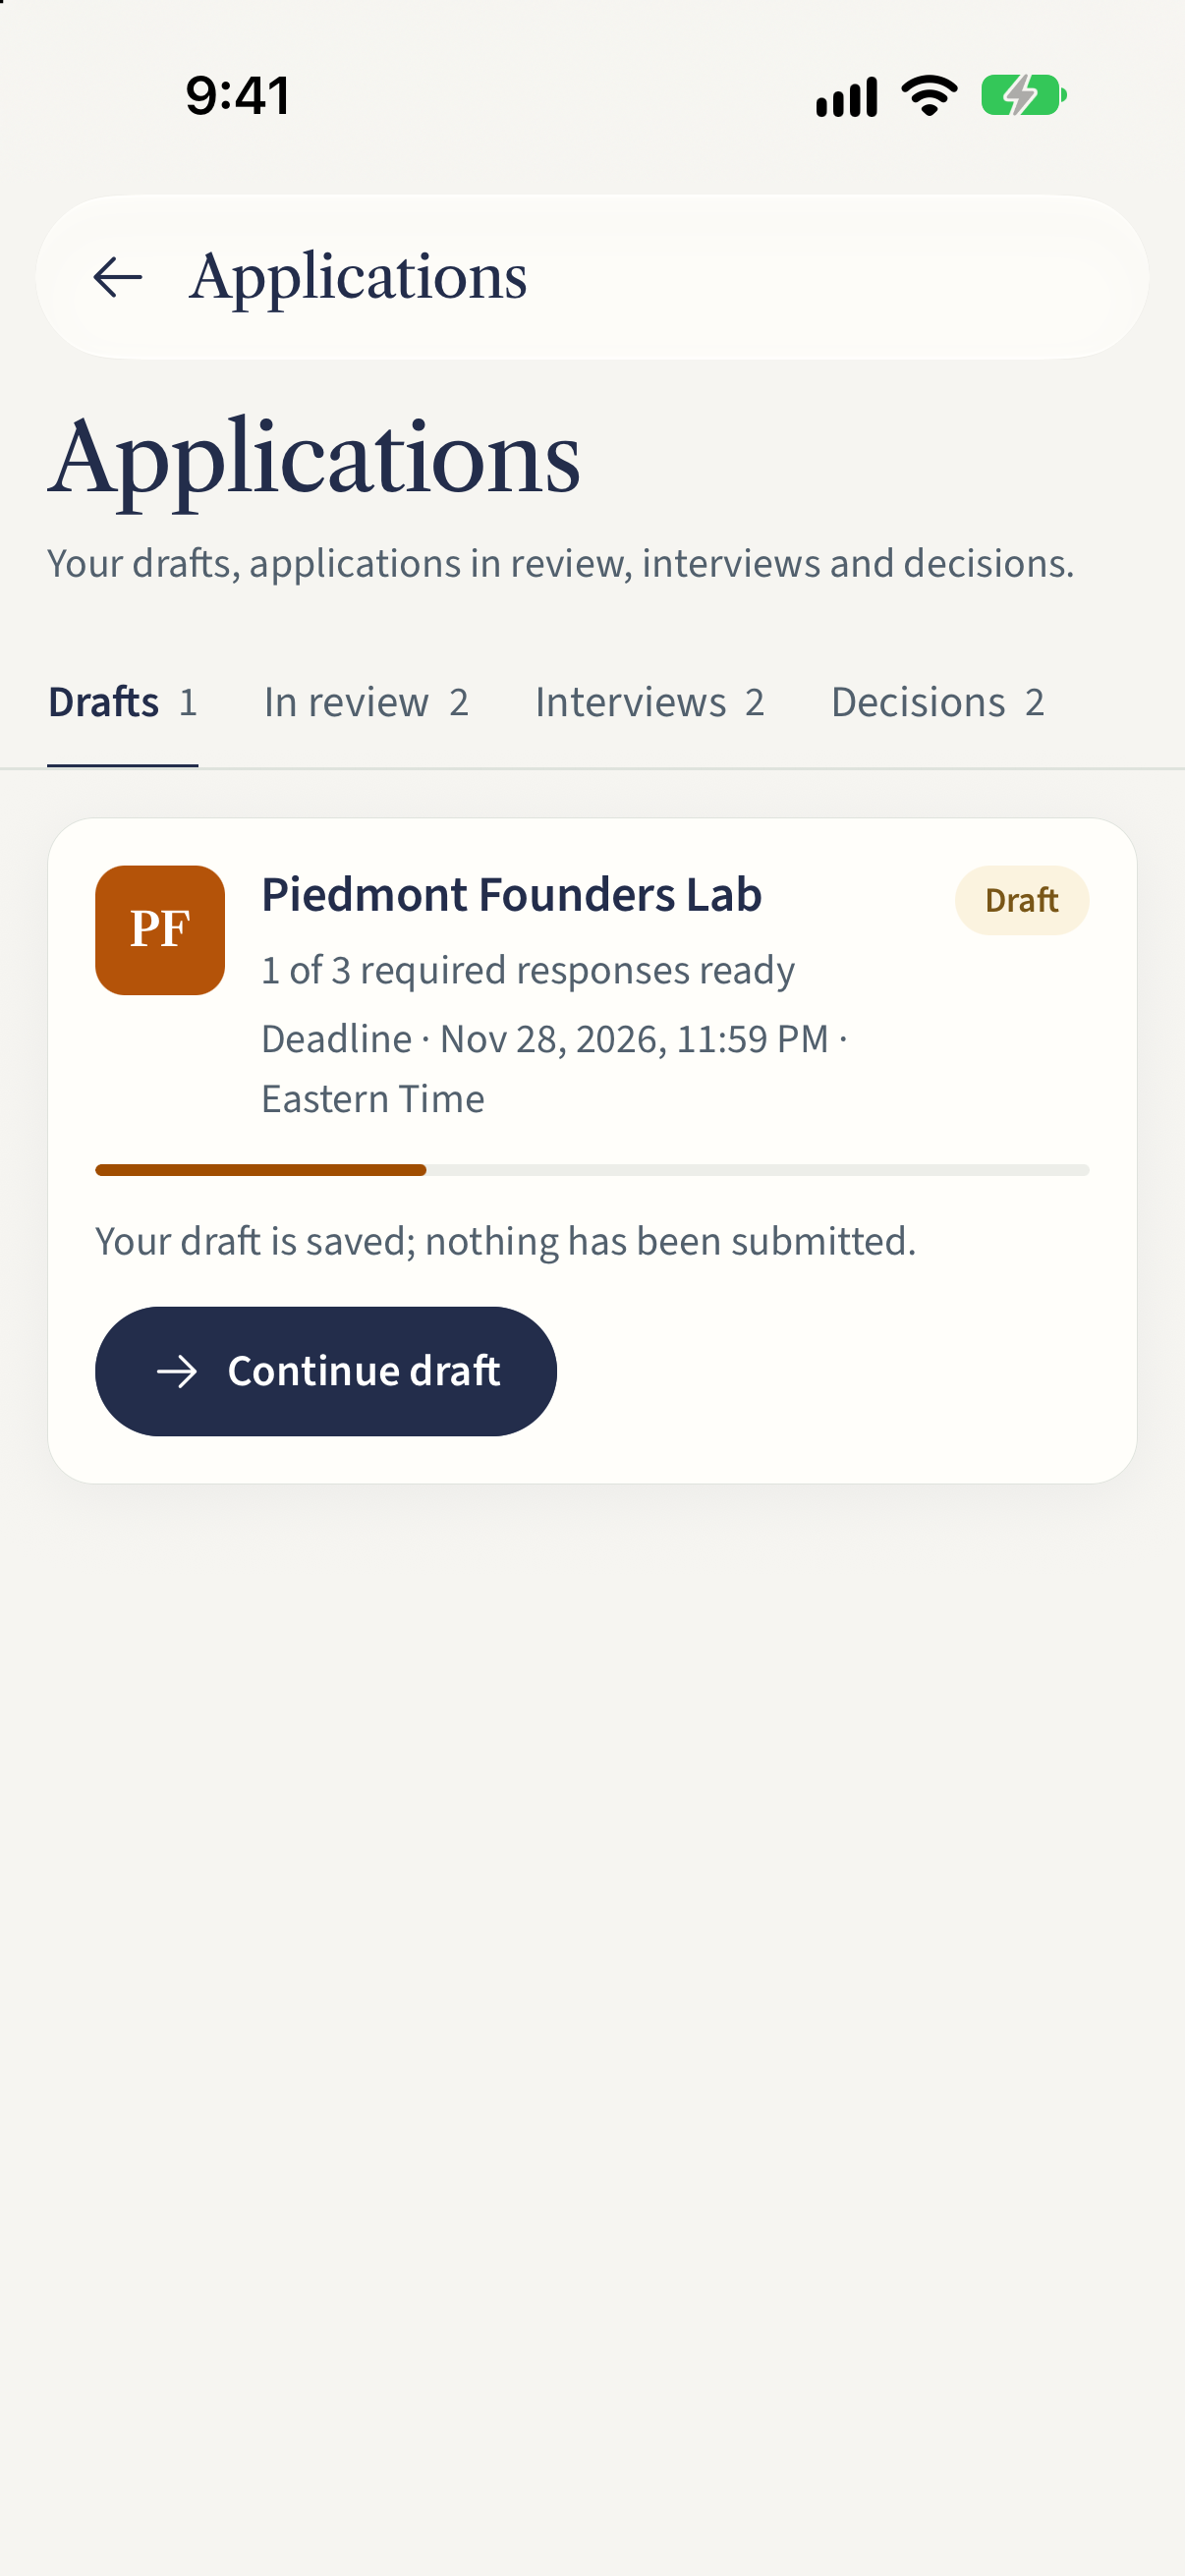 9:41
Applications
Applications
Your drafts, applications in review, interviews and decisions.
Drafts 1 In review 2 Interviews 2 Decisions 2
PF
Piedmont Founders Lab
Draft
1 of 3 required responses ready
Deadline · Nov 28, 2026, 11:59 PM ·
Eastern Time
Your draft is saved; nothing has been submitted.
Continue draft